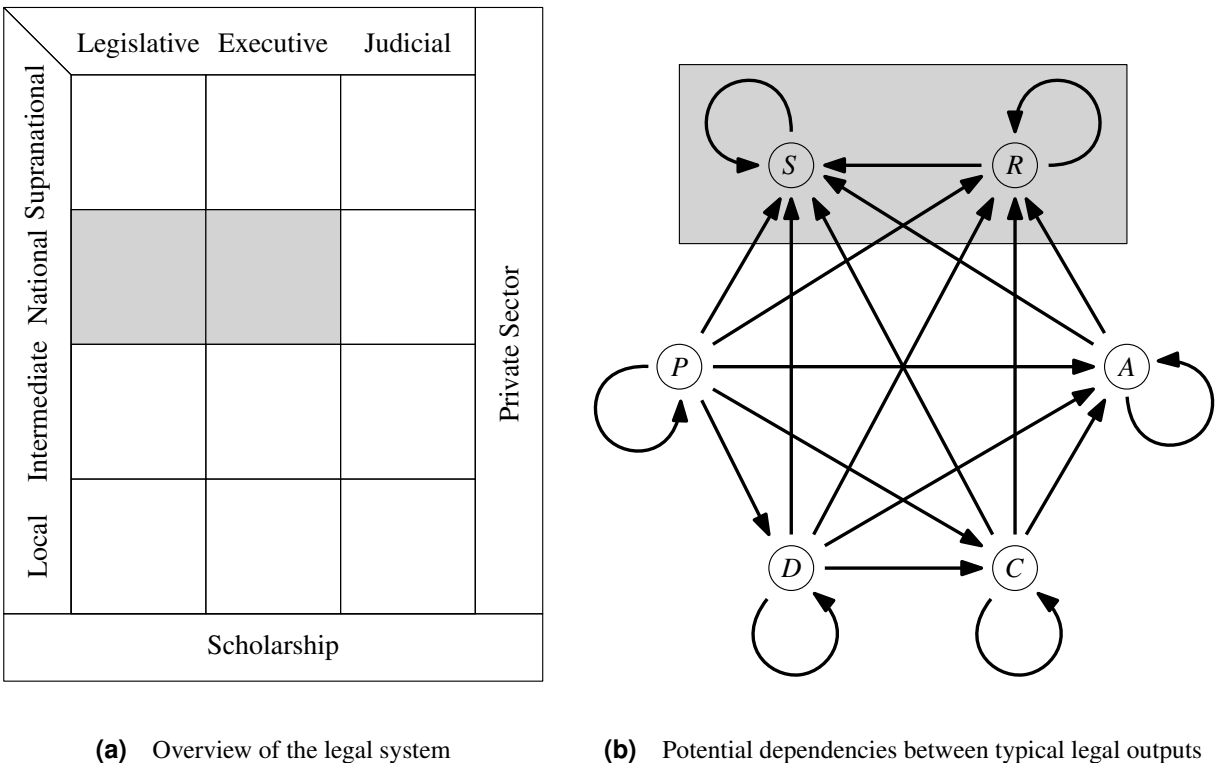 Legislative Executive Judicial
Supranational
National
Intermediate
Local
Private Sector
Scholarship
(a) Overview of the legal system
S R
P A
D C
(b) Potential dependencies between typical legal outputs